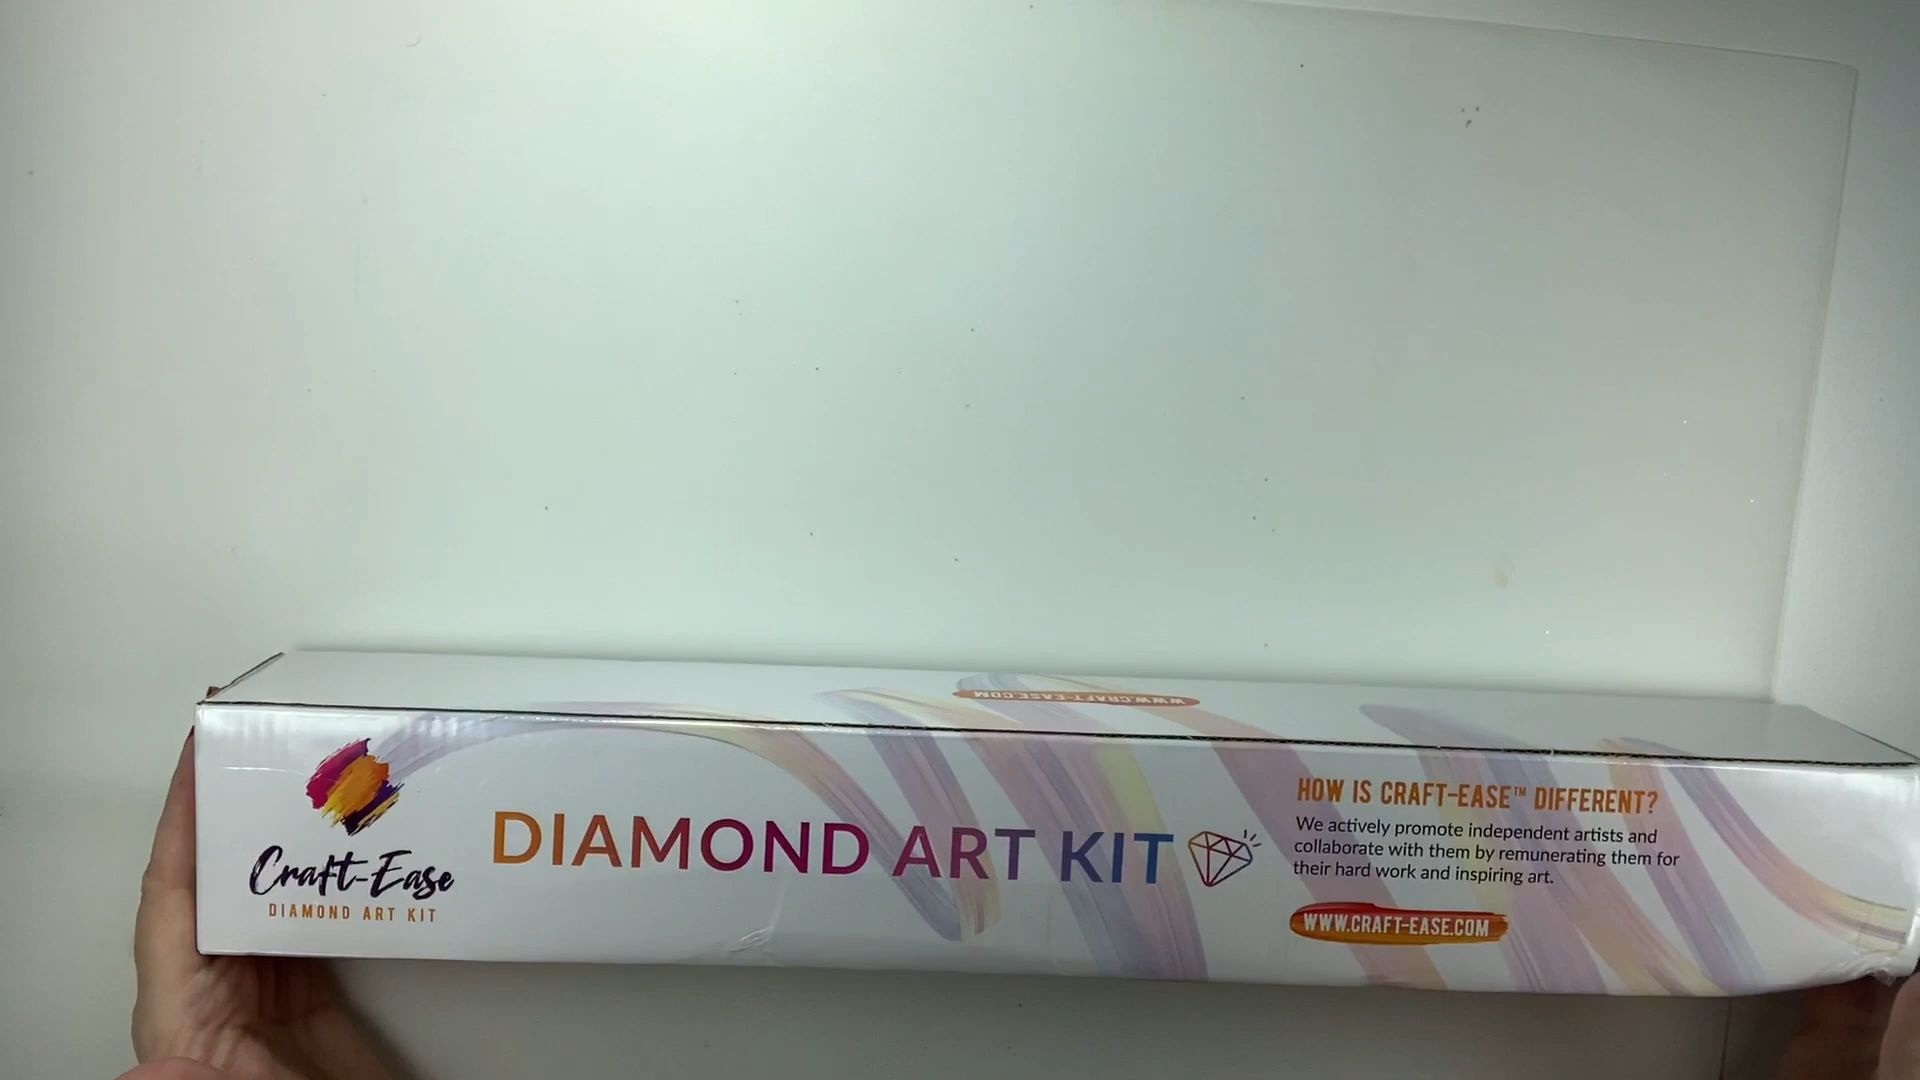 WWW.CRAFT-EASE.COM
Craft-Ease
DIAMOND ART KIT
DIAMOND ART KIT
HOW IS CRAFT-EASE™ DIFFERENT?
We actively promote independent artists and
collaborate with them by remunerating them for
their hard work and inspiring art.
WWW.CRAFT-EASE.COM